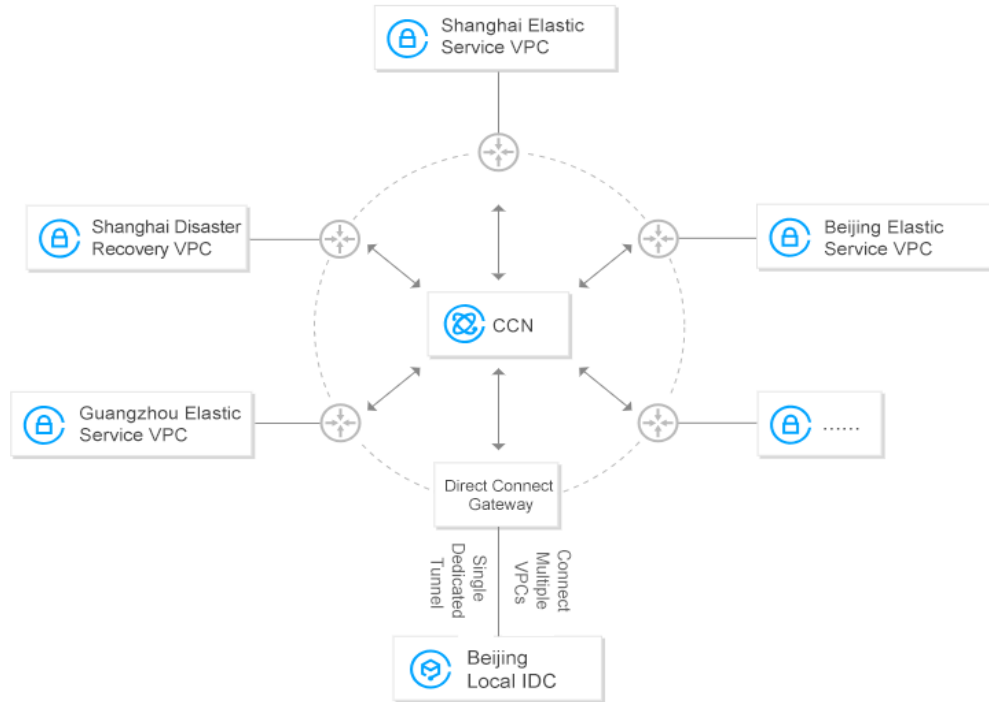 Shanghai Elastic
Service VPC
Shanghai Disaster
Recovery VPC
Beijing Elastic
Service VPC
CCN
Guangzhou Elastic
Service VPC
......
Direct Connect
Gateway
Single
Dedicated
Tunnel
Connect
Multiple
VPCs
Beijing
Local IDC